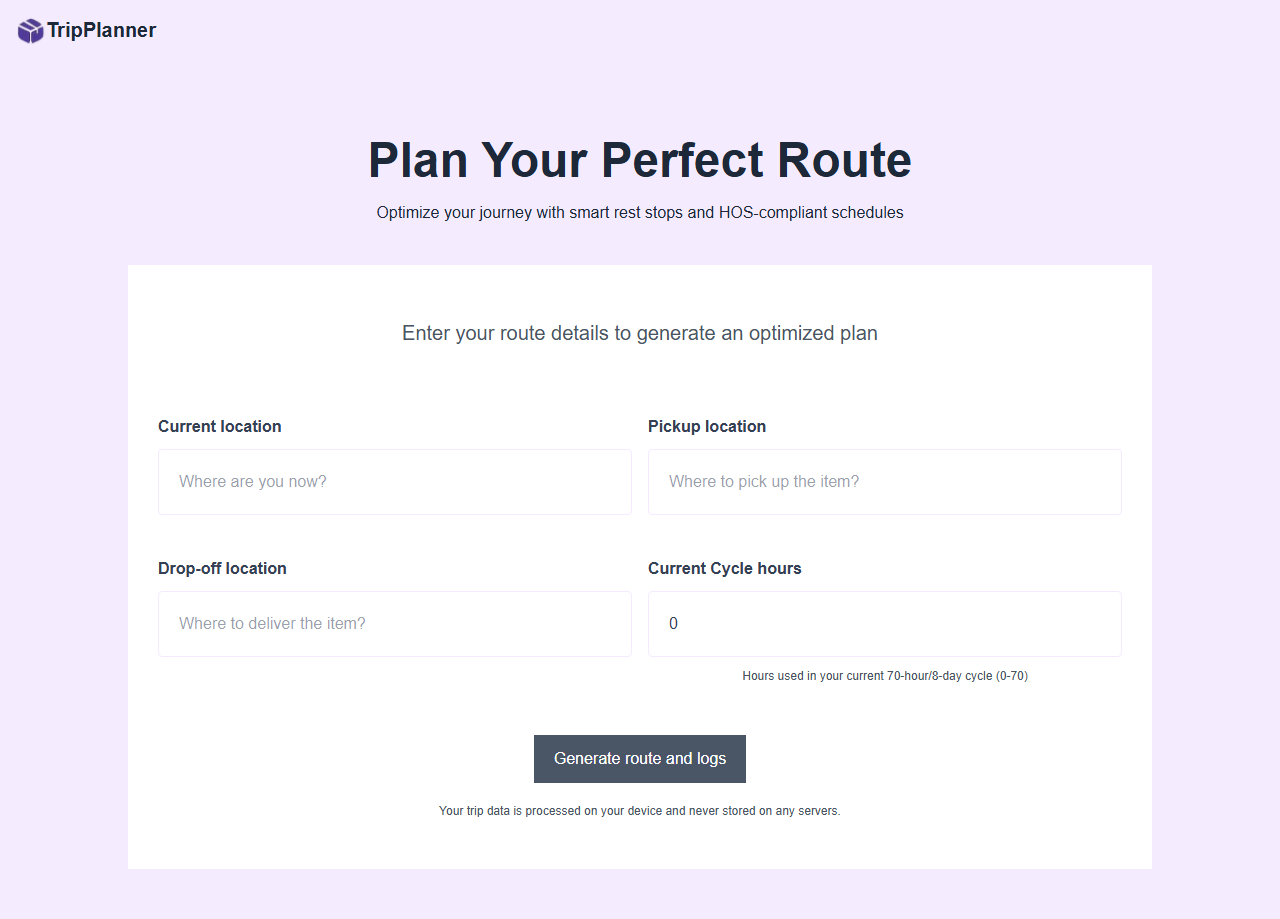 TripPlanner
Plan Your Perfect Route
Optimize your journey with smart rest stops and HOS-compliant schedules
Enter your route details to generate an optimized plan
Current location
Where are you now?
Pickup location
Where to pick up the item?
Drop-off location
Where to deliver the item?
Current Cycle hours
0
Hours used in your current 70-hour/8-day cycle (0-70)
Generate route and logs
Your trip data is processed on your device and never stored on any servers.